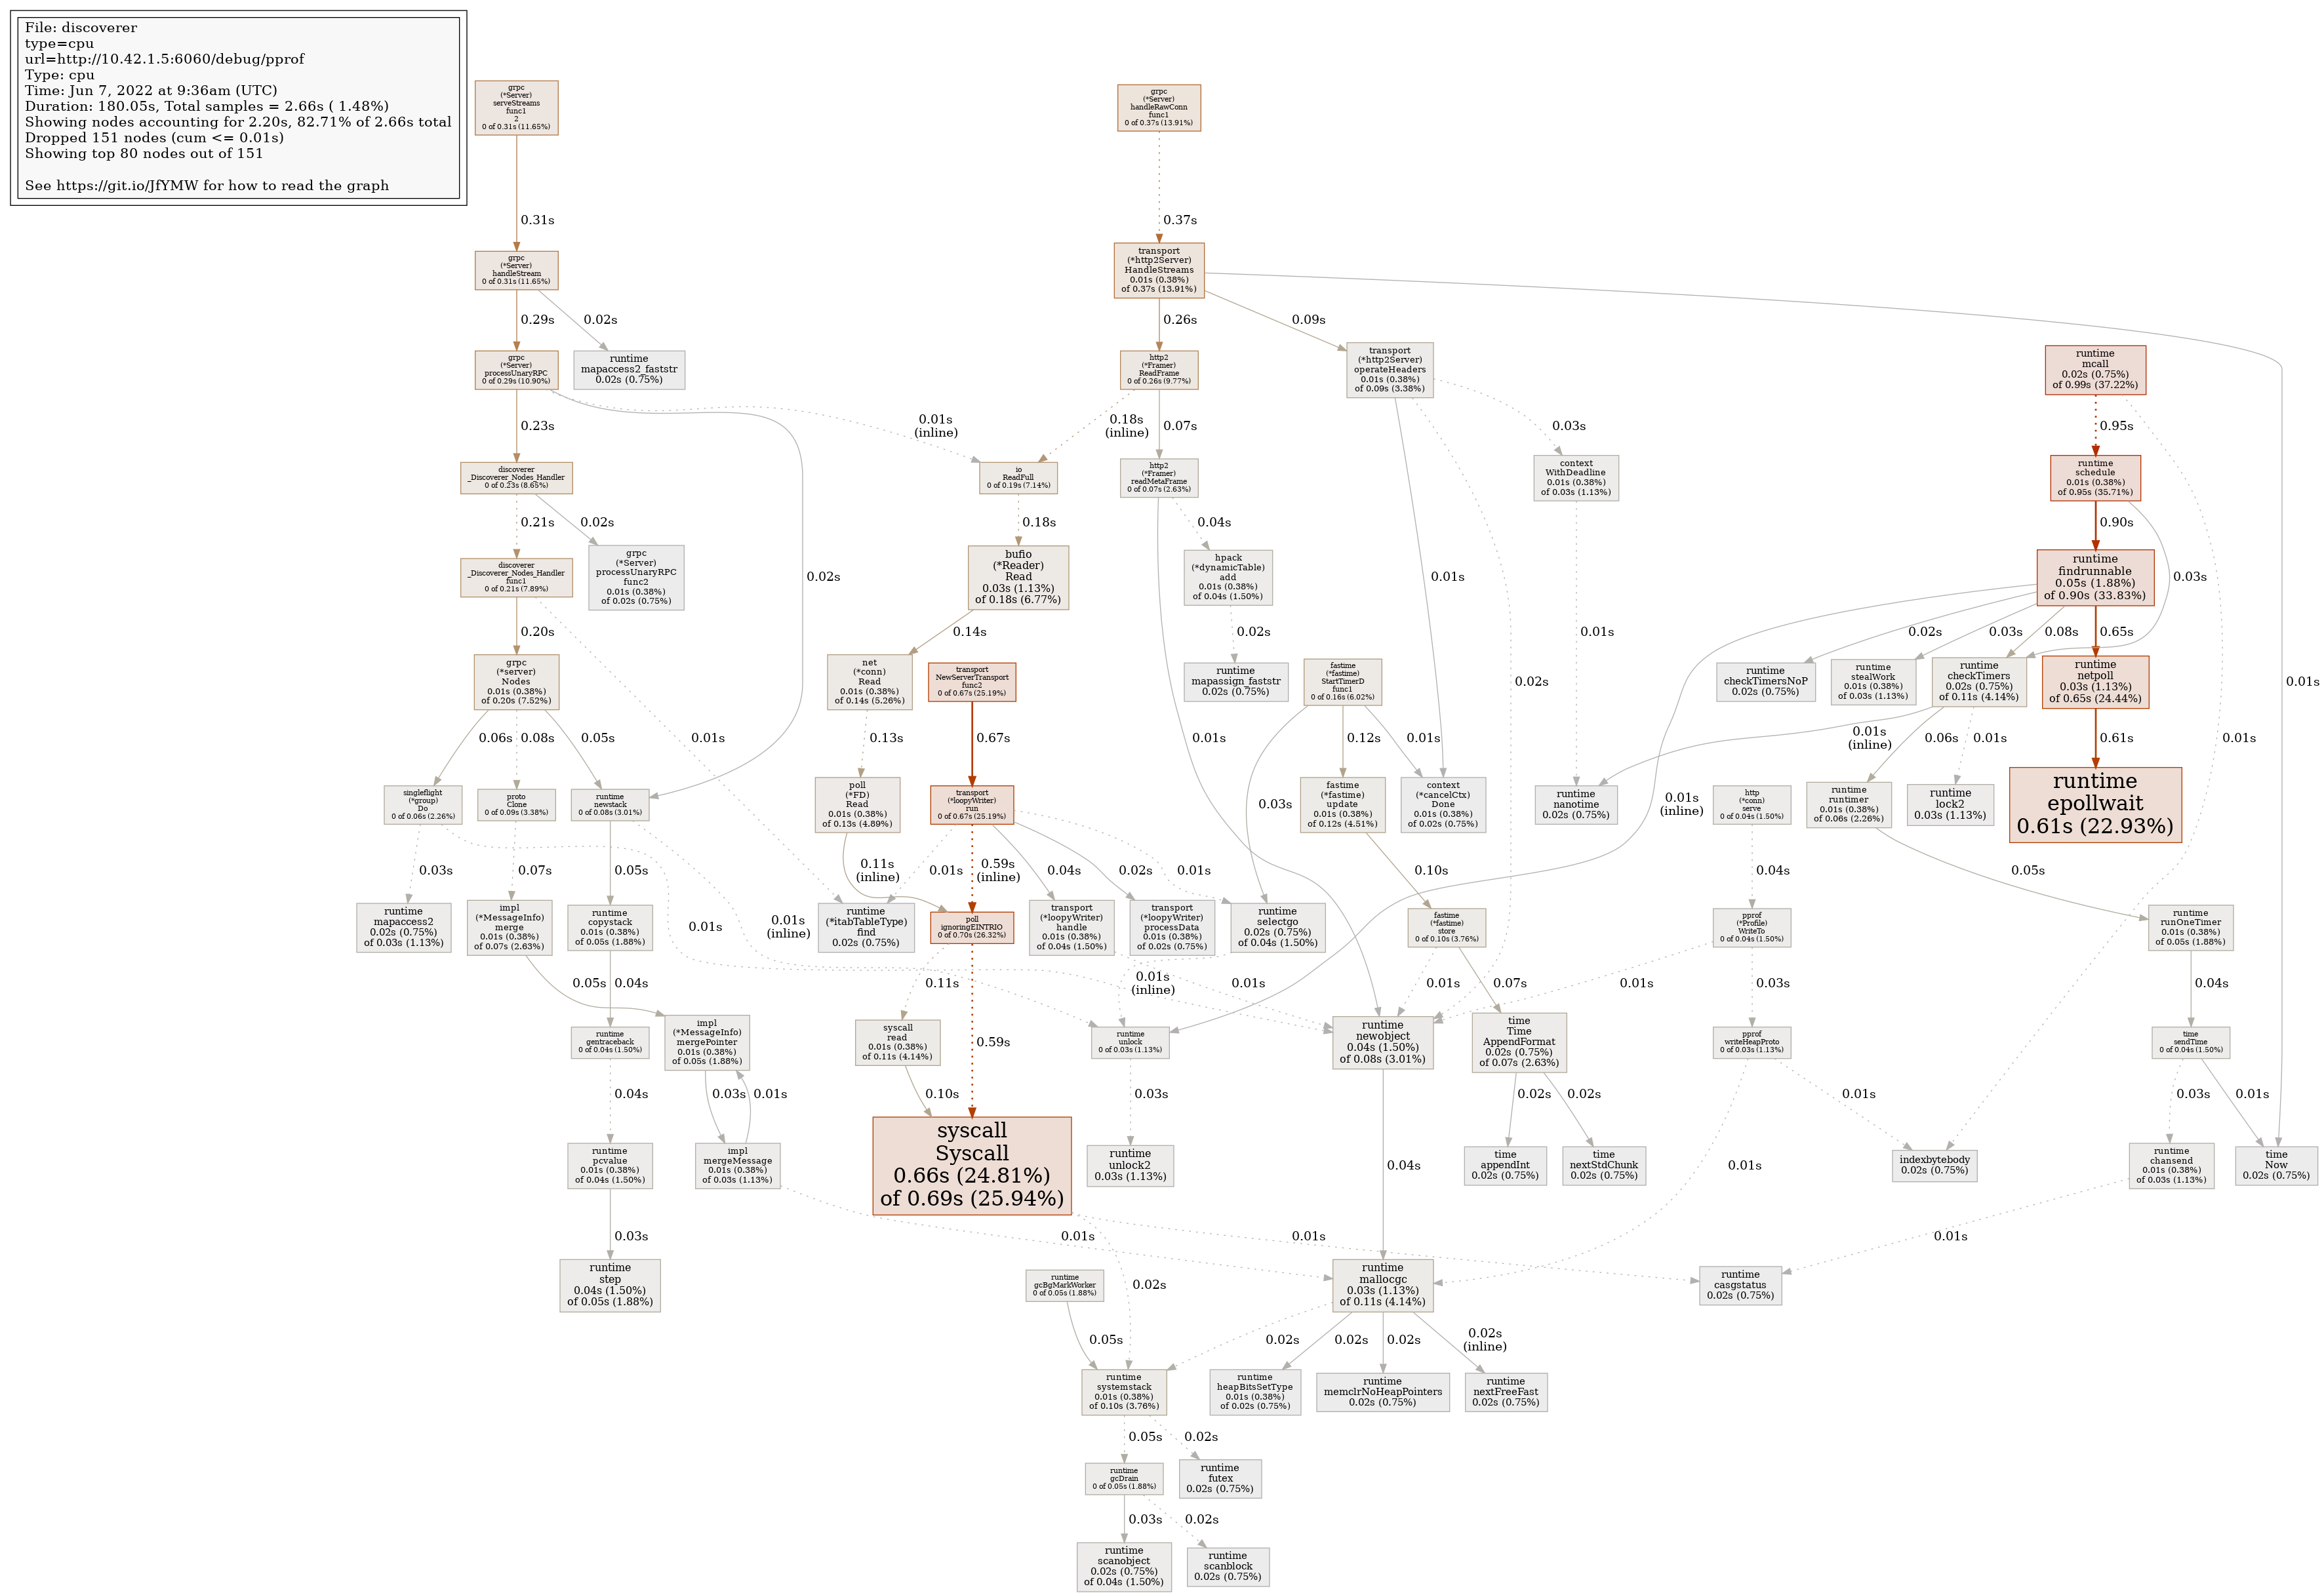 File: discoverer
type=cpu
url=http://10.42.1.5:6060/debug/pprof
Type: cpu
Time: Jun 7, 2022 at 9:36am (UTC)
Duration: 180.05s, Total samples = 2.66s ( 1.48%)
Showing nodes accounting for 2.20s, 82.71% of 2.66s total
Dropped 151 nodes (cum <= 0.01s)
Showing top 80 nodes out of 151
See https://git.io/JfYMW for how to read the graph
grpc
(*Server)
serveStreams
func1
2
0 of 0.31s (11.65%)
grpc
(*Server)
handleRawConn
func1
0 of 0.37s (13.91%)
0.31s
0.37s
grpc
(*Server)
handleStream
0 of 0.31s (11.65%)
transport
(*http2Server)
HandleStreams
0.01s (0.38%)
of 0.37s (13.91%)
0.29s
0.02s
0.26s
0.09s
grpc
(*Server)
processUnaryRPC
0 of 0.29s (10.90%)
runtime
mapaccess2_faststr
0.02s (0.75%)
http2
(*Framer)
ReadFrame
0 of 0.26s (9.77%)
transport
(*http2Server)
operateHeaders
0.01s (0.38%)
of 0.09s (3.38%)
runtime
mcall
0.02s (0.75%)
of 0.99s (37.22%)
0.23s
0.01s
(inline)
0.18s
(inline)
0.07s
0.03s
0.95s
discoverer
_Discoverer_Nodes_Handler
0 of 0.23s (8.65%)
io
ReadFull
0 of 0.19s (7.14%)
http2
(*Framer)
readMetaFrame
0 of 0.07s (2.63%)
context
WithDeadline
0.01s (0.38%)
of 0.03s (1.13%)
runtime
schedule
0.01s (0.38%)
of 0.95s (35.71%)
0.21s
0.02s
0.18s
0.04s
0.90s
discoverer
_Discoverer_Nodes_Handler
func1
0 of 0.21s (7.89%)
grpc
(*Server)
processUnaryRPC
func2
0.01s (0.38%)
of 0.02s (0.75%)
0.02s
bufio
(*Reader)
Read
0.03s (1.13%)
of 0.18s (6.77%)
hpack
(*dynamicTable)
add
0.01s (0.38%)
of 0.04s (1.50%)
0.01s
runtime
findrunnable
0.05s (1.88%)
of 0.90s (33.83%)
0.03s
0.20s
0.14s
0.02s
0.01s
0.02s
0.03s
0.08s
0.65s
grpc
(*server)
Nodes
0.01s (0.38%)
of 0.20s (7.52%)
net
(*conn)
Read
0.01s (0.38%)
of 0.14s (5.26%)
transport
NewServerTransport
func2
0 of 0.67s (25.19%)
runtime
mapassign_faststr
0.02s (0.75%)
fastime
(*fastime)
StartTimerD
func1
0 of 0.16s (6.02%)
0.02s
runtime
checkTimersNoP
0.02s (0.75%)
runtime
stealWork
0.01s (0.38%)
of 0.03s (1.13%)
runtime
checkTimers
0.02s (0.75%)
of 0.11s (4.14%)
runtime
netpoll
0.03s (1.13%)
of 0.65s (24.44%)
0.01s
0.06s
0.08s
0.05s
0.01s
0.13s
0.67s
0.01s
0.12s
0.01s
0.01s
(inline)
0.06s
0.01s
0.61s
0.01s
singleflight
(*group)
Do
0 of 0.06s (2.26%)
proto
Clone
0 of 0.09s (3.38%)
runtime
newstack
0 of 0.08s (3.01%)
poll
(*FD)
Read
0.01s (0.38%)
of 0.13s (4.89%)
transport
(*loopyWriter)
run
0 of 0.67s (25.19%)
0.03s
fastime
(*fastime)
update
0.01s (0.38%)
of 0.12s (4.51%)
context
(*cancelCtx)
Done
0.01s (0.38%)
of 0.02s (0.75%)
runtime
nanotime
0.02s (0.75%)
0.01s
(inline)
http
(*conn)
serve
0 of 0.04s (1.50%)
runtime
runtimer
0.01s (0.38%)
of 0.06s (2.26%)
runtime
lock2
0.03s (1.13%)
runtime
epollwait
0.61s (22.93%)
0.03s
0.07s
0.05s
0.11s
(inline)
0.01s
0.59s
(inline)
0.04s
0.02s
0.01s
0.10s
0.04s
0.05s
runtime
mapaccess2
0.02s (0.75%)
of 0.03s (1.13%)
impl
(*MessageInfo)
merge
0.01s (0.38%)
of 0.07s (2.63%)
runtime
copystack
0.01s (0.38%)
of 0.05s (1.88%)
0.01s
0.01s
(inline)
runtime
(*itabTableType)
find
0.02s (0.75%)
poll
ignoringEINTRIO
0 of 0.70s (26.32%)
transport
(*loopyWriter)
handle
0.01s (0.38%)
of 0.04s (1.50%)
transport
(*loopyWriter)
processData
0.01s (0.38%)
of 0.02s (0.75%)
runtime
selectgo
0.02s (0.75%)
of 0.04s (1.50%)
fastime
(*fastime)
store
0 of 0.10s (3.76%)
pprof
(*Profile)
WriteTo
0 of 0.04s (1.50%)
runtime
runOneTimer
0.01s (0.38%)
of 0.05s (1.88%)
0.05s
0.04s
0.11s
0.59s
0.01s
(inline)
0.01s
0.01s
0.07s
0.01s
0.03s
0.04s
impl
(*MessageInfo)
mergePointer
0.01s (0.38%)
of 0.05s (1.88%)
runtime
gentraceback
0 of 0.04s (1.50%)
syscall
read
0.01s (0.38%)
of 0.11s (4.14%)
runtime
unlock
0 of 0.03s (1.13%)
runtime
newobject
0.04s (1.50%)
of 0.08s (3.01%)
time
Time
AppendFormat
0.02s (0.75%)
of 0.07s (2.63%)
pprof
writeHeapProto
0 of 0.03s (1.13%)
time
sendTime
0 of 0.04s (1.50%)
0.04s
0.03s
0.01s
0.10s
0.03s
0.02s
0.02s
0.01s
0.03s
0.01s
runtime
pcvalue
0.01s (0.38%)
of 0.04s (1.50%)
impl
mergeMessage
0.01s (0.38%)
of 0.03s (1.13%)
syscall
Syscall
0.66s (24.81%)
of 0.69s (25.94%)
runtime
unlock2
0.03s (1.13%)
0.04s
time
appendInt
0.02s (0.75%)
time
nextStdChunk
0.02s (0.75%)
0.01s
indexbytebody
0.02s (0.75%)
runtime
chansend
0.01s (0.38%)
of 0.03s (1.13%)
time
Now
0.02s (0.75%)
0.03s
0.01s
0.01s
0.01s
runtime
step
0.04s (1.50%)
of 0.05s (1.88%)
runtime
gcBgMarkWorker
0 of 0.05s (1.88%)
0.02s
runtime
mallocgc
0.03s (1.13%)
of 0.11s (4.14%)
runtime
casgstatus
0.02s (0.75%)
0.05s
0.02s
0.02s
0.02s
0.02s
(inline)
runtime
systemstack
0.01s (0.38%)
of 0.10s (3.76%)
runtime
heapBitsSetType
0.01s (0.38%)
of 0.02s (0.75%)
runtime
memclrNoHeapPointers
0.02s (0.75%)
runtime
nextFreeFast
0.02s (0.75%)
0.05s
0.02s
runtime
gcDrain
0 of 0.05s (1.88%)
runtime
futex
0.02s (0.75%)
0.03s
0.02s
runtime
scanobject
0.02s (0.75%)
of 0.04s (1.50%)
runtime
scanblock
0.02s (0.75%)